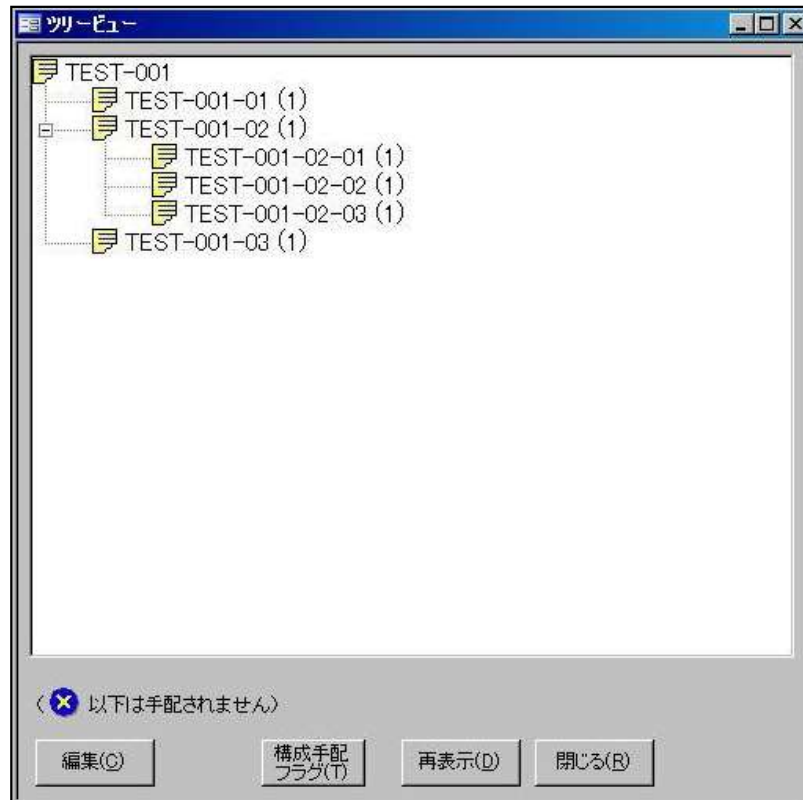 ツリービュー
TEST-001
TEST-001-01 (1)
TEST-001-02 (1)
TEST-001-02-01 (1)
TEST-001-02-02 (1)
TEST-001-02-03 (1)
TEST-001-03 (1)
( 以下は手配されません)
編集(C)
構成手配
フラグ(T)
再表示(D)
閉じる(R)